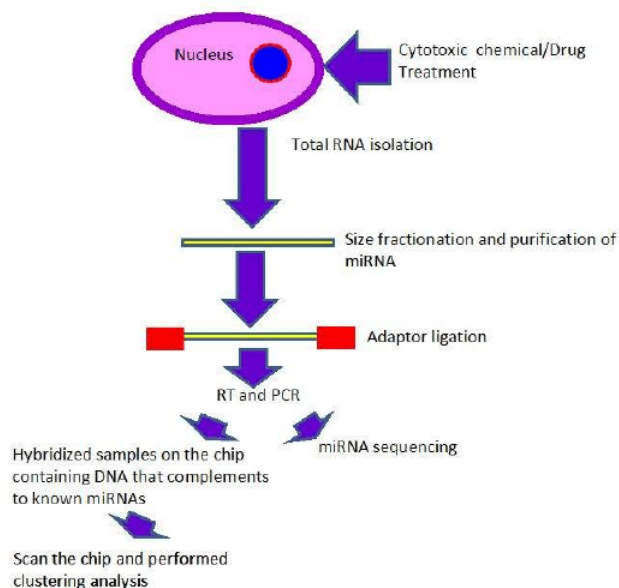 Nucleus
Cytotoxic chemical/Drug
Treatment
Total RNA isolation
Size fractionation and purification of
miRNA
Adaptor ligation
RT and PCR
miRNA sequencing
Hybridized samples on the chip
containing DNA that complements
to known miRNAs
Scan the chip and performed
clustering analysis